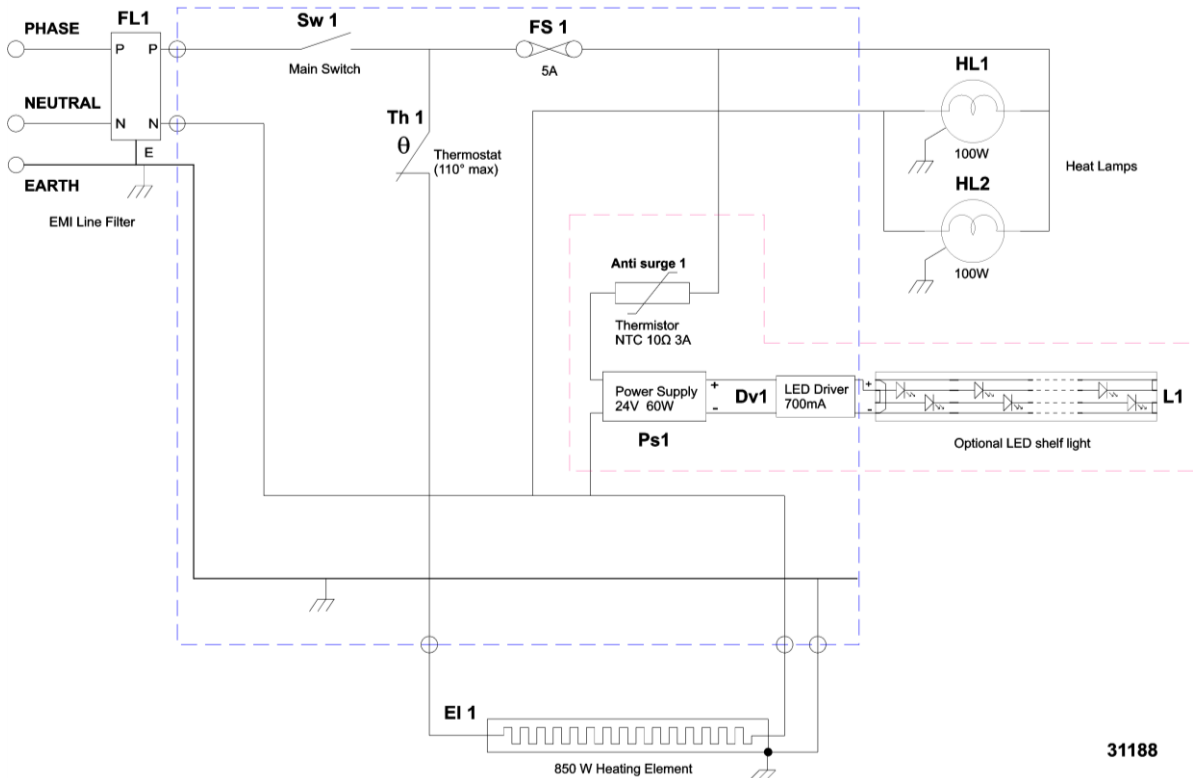 FL1
Sw 1
FS 1
PHASE
P
P
Main Switch
5A
HL1
NEUTRAL
N
N
Th 1
θ
Thermostat
(110° max)
E
EARTH
100W
Heat Lamps
EMI Line Filter
HL2
Anti surge 1
100W
Thermistor
NTC 10Ω 3A
Power Supply
24V 60W
+
-
Dv1
LED Driver
700mA
+
-
L1
Ps1
Optional LED shelf light
El 1
850 W Heating Element
31188